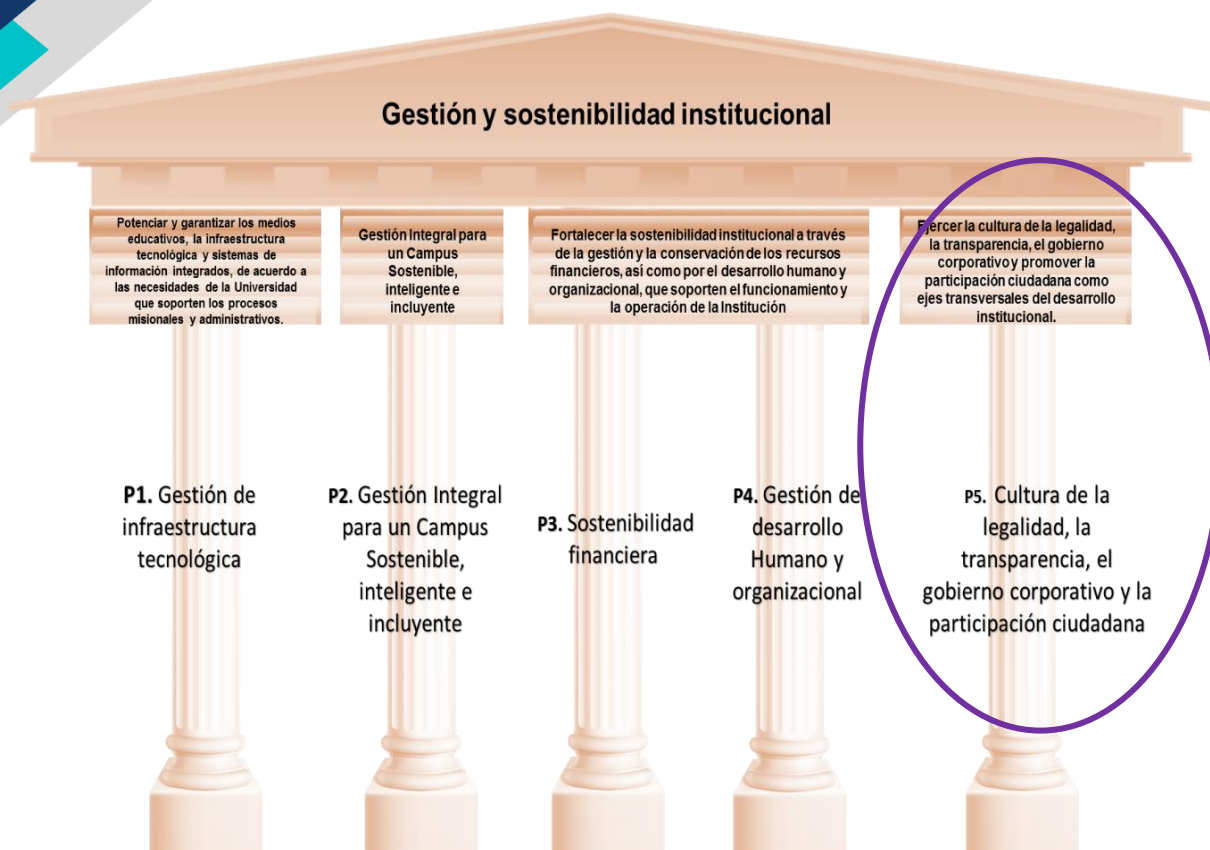 Gestión y sostenibilidad institucional
Potenciar y garantizar los medios
educativos, la infraestructura
tecnológica y sistemas de
información integrados, de acuerdo a
las necesidades de la Universidad
que soporten los procesos
misionales y administrativos.
Gestión Integral para
un Campus
Sostenible,
inteligente e
incluyente
Fortalecer la sostenibilidad institucional a través
de la gestión y la conservación de los recursos
financieros, así como por el desarrollo humano y
organizacional, que soporten el funcionamiento y
la operación de la Institución
Ejercer la cultura de la legalidad,
la transparencia, el gobierno
corporativo y promover la
participación ciudadana como
ejes transversales del desarrollo
institucional.
P1. Gestión de
infraestructura
tecnológica
P2. Gestión Integral
para un Campus
Sostenible,
inteligente e
incluyente
P3. Sostenibilidad
financiera
P4. Gestión de
desarrollo
Humano y
organizacional
P5. Cultura de la
legalidad, la
transparencia, el
gobierno corporativo y la
participación ciudadana